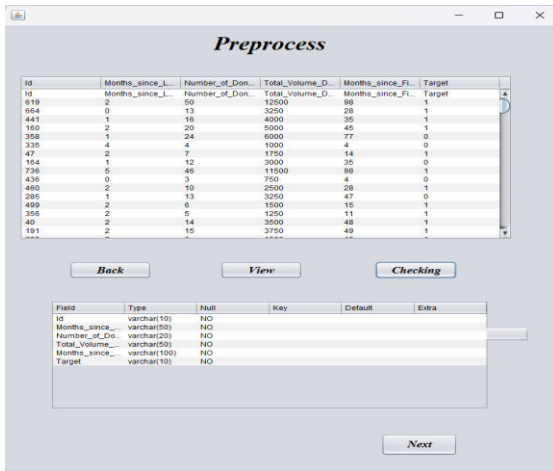 Preprocess
Id Months_since_L... Number_of_Don... Total_Volume_D... Months_since_Fi... Target
Id Months_since_L... Number_of_Don... Total_Volume_D... Months_since_Fi... Target
619 2 50 12500 98 1
664 0 13 3250 28 1
441 1 16 4000 35 1
160 2 20 5000 45 1
358 1 24 6000 77 0
335 4 4 1000 4 0
47 2 7 1750 14 1
164 1 12 3000 35 0
736 5 46 11500 98 1
436 0 3 750 4 0
460 2 10 2500 28 1
285 1 13 3250 47 0
499 2 6 1500 15 1
356 2 5 1250 11 1
40 2 14 3500 48 1
191 2 15 3750 49 1
Back View Checking
Field Type Null Key Default Extra
Id varchar(10) NO
Months_since_... varchar(50) NO
Number_of_Do... varchar(20) NO
Total_Volume_... varchar(50) NO
Months_since_... varchar(100) NO
Target varchar(10) NO
Next